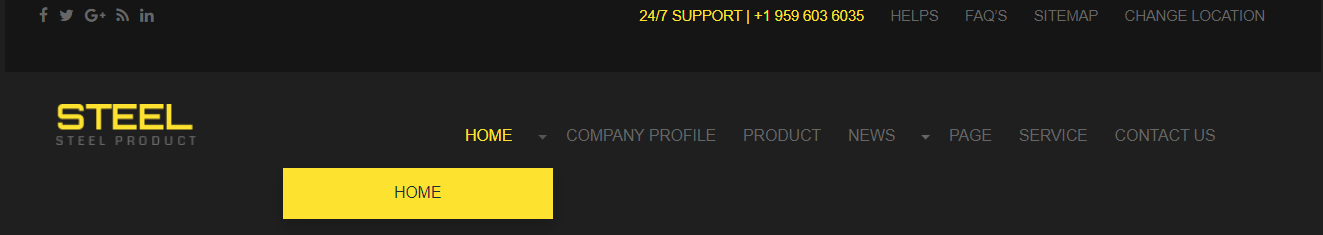 24/7 SUPPORT | +1 959 603 6035 HELPS FAQ'S SITEMAP CHANGE LOCATION
STEEL
STEEL PRODUCT
HOME COMPANY PROFILE PRODUCT NEWS PAGE SERVICE CONTACT US
HOME